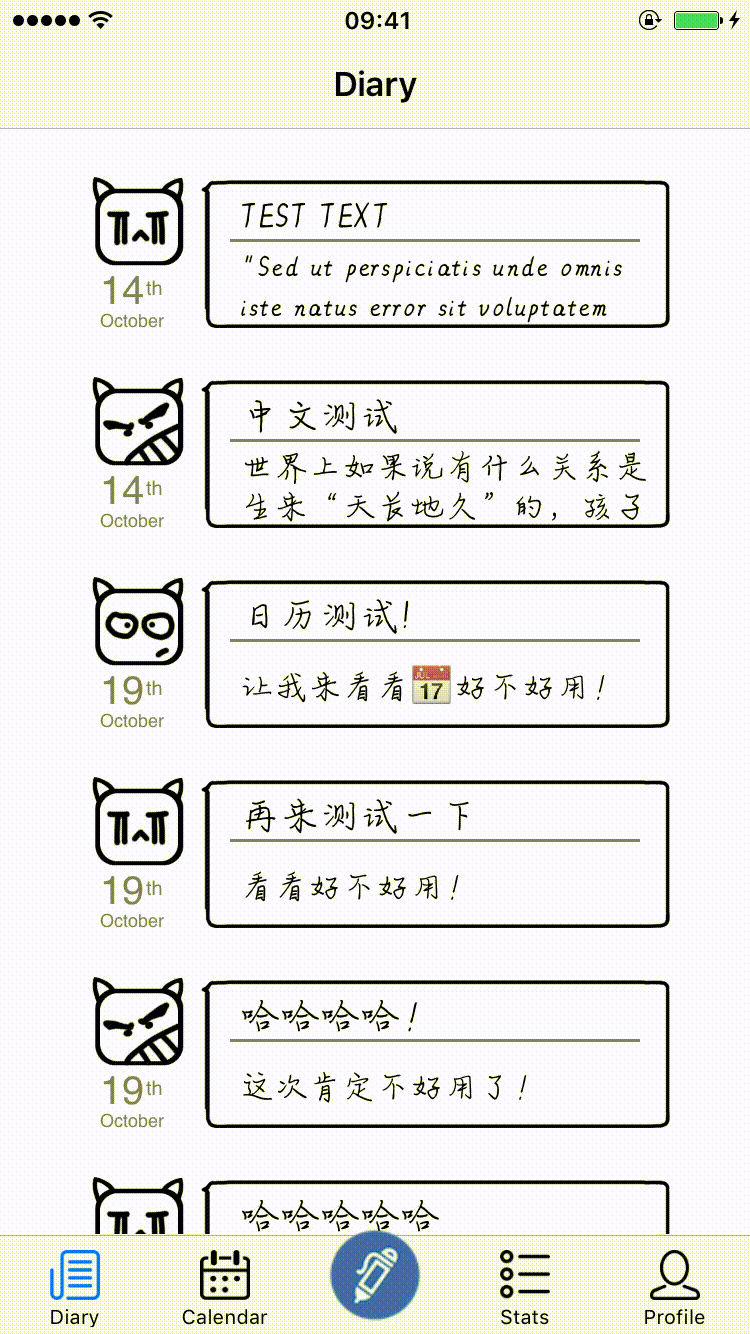 09:41
Diary
TEST TEXT
"Sed ut perspiciatis unde omnis
iste natus error sit voluptatem
14th
October
中文测试
世界上如果说有什么关系是
生来“天长地久”的，孩子
14th
October
日历测试!
让我来看看📅好不好用!
JUL
17
19th
October
再来测试一下
看看好不好用!
19th
October
哈哈哈哈!
这次肯定不好用了!
19th
October
哈哈哈哈哈
Diary
Calendar
Stats
Profile